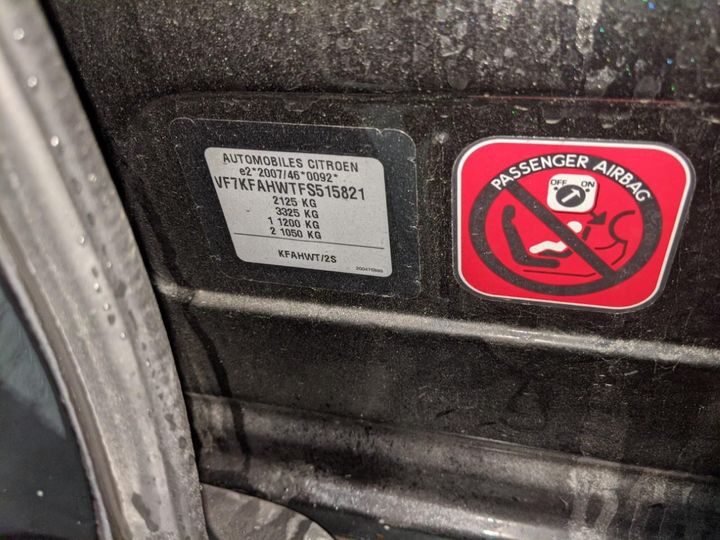 AUTOMOBILES CITROEN
e2*2007/46*0092*
VF7KFAHWTFS515821
2125 KG
3325 KG
1 1200 KG
2 1050 KG
KFAHWT/2S
PASSENGER AIRBAG
OFF ON